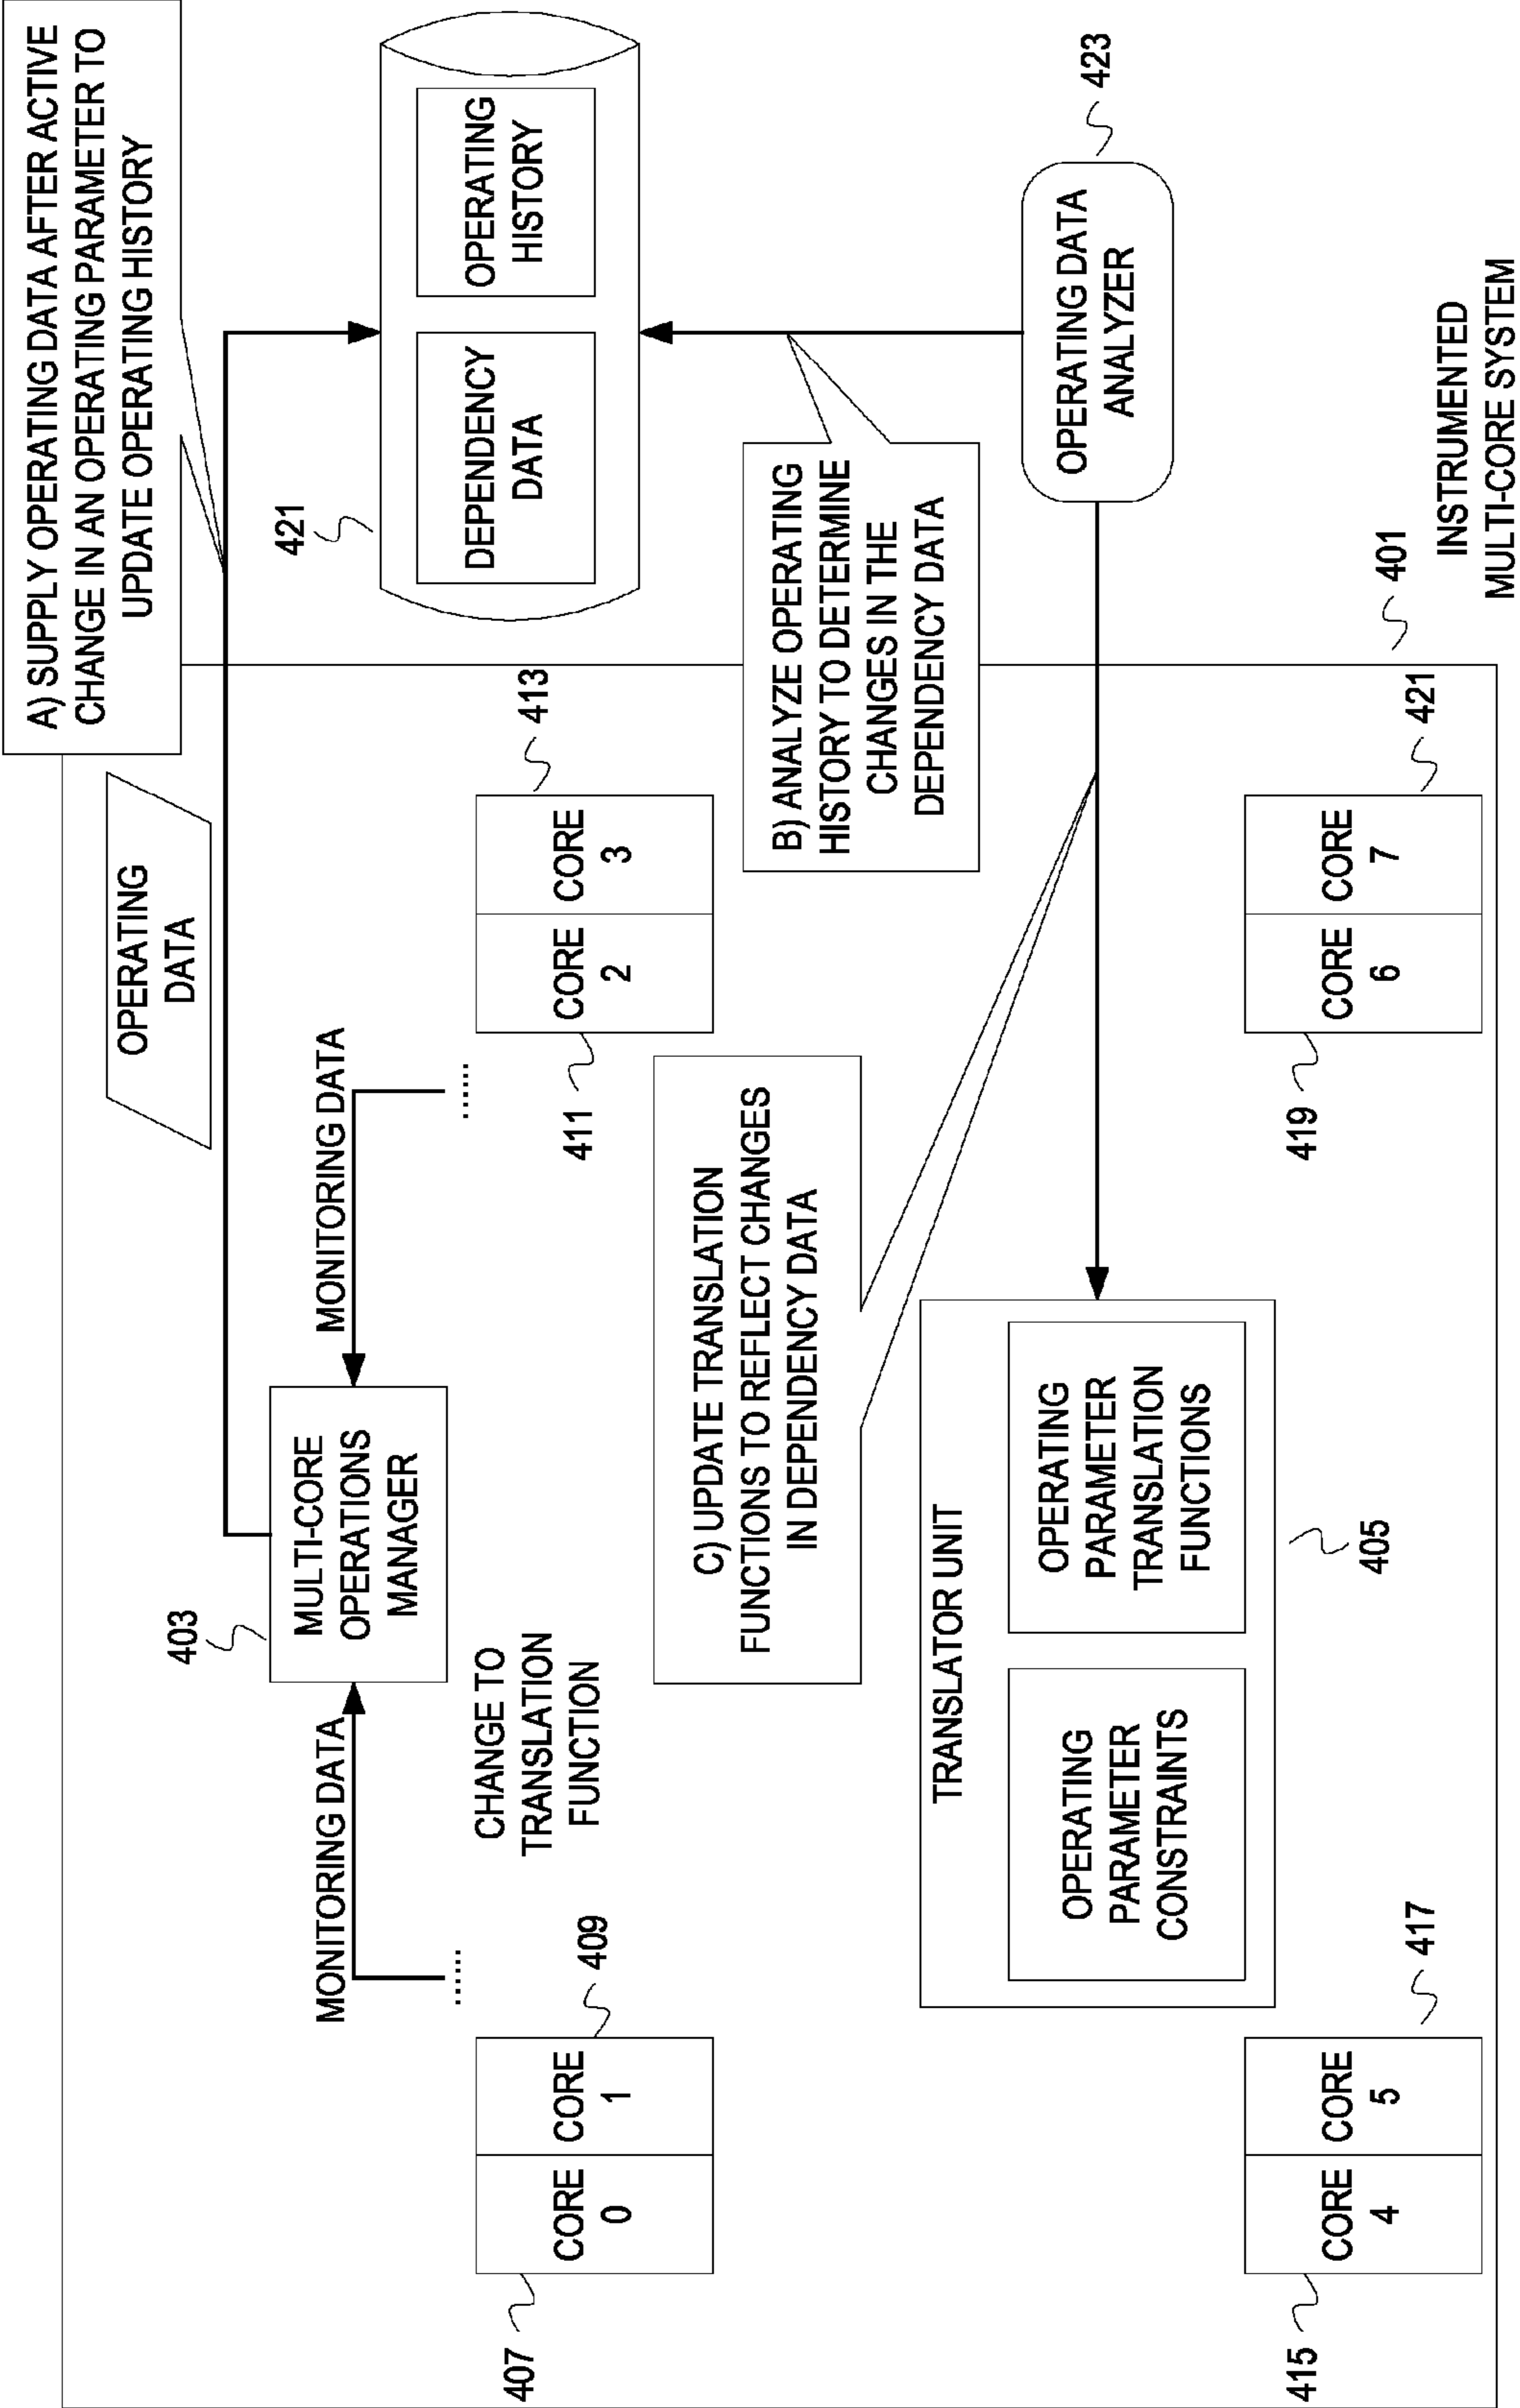 A) SUPPLY OPERATING DATA AFTER ACTIVE
CHANGE IN AN OPERATING PARAMETER TO
UPDATE OPERATING HISTORY
OPERATING
DATA
403
MULTI-CORE
OPERATIONS
MANAGER
MONITORING DATA
MONITORING DATA
421
DEPENDENCY
DATA
OPERATING
HISTORY
407
CORE
0
CORE
1
409
CHANGE TO
TRANSLATION
FUNCTION
411
CORE
2
CORE
3
413
C) UPDATE TRANSLATION
FUNCTIONS TO REFLECT CHANGES
IN DEPENDENCY DATA
B) ANALYZE OPERATING
HISTORY TO DETERMINE
CHANGES IN THE
DEPENDENCY DATA
TRANSLATOR UNIT
OPERATING
PARAMETER
CONSTRAINTS
OPERATING
PARAMETER
TRANSLATION
FUNCTIONS
405
OPERATING DATA
ANALYZER
423
415
CORE
4
CORE
5
417
419
CORE
6
CORE
7
421
401
INSTRUMENTED
MULTI-CORE SYSTEM